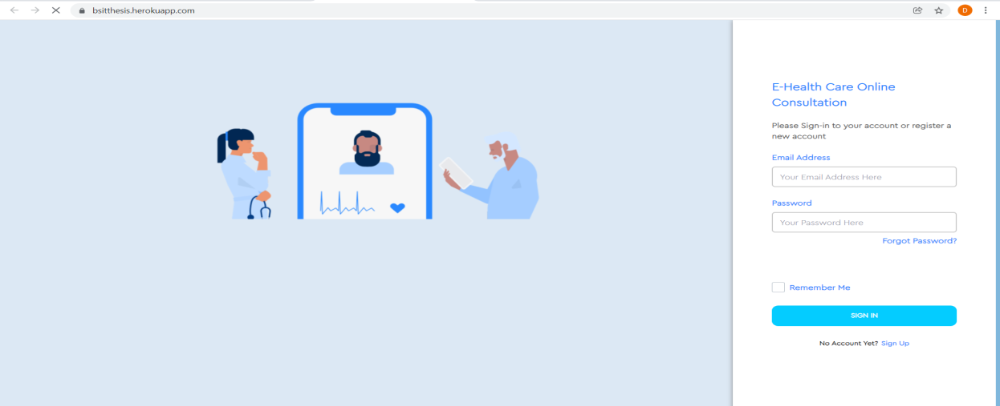 bsitthesis.herokuapp.com
D
E-Health Care Online
Consultation
Please Sign-in to your account or register a
new account
Email Address
Your Email Address Here
Password
Your Password Here
Forgot Password?
Remember Me
SIGN IN
No Account Yet? Sign Up